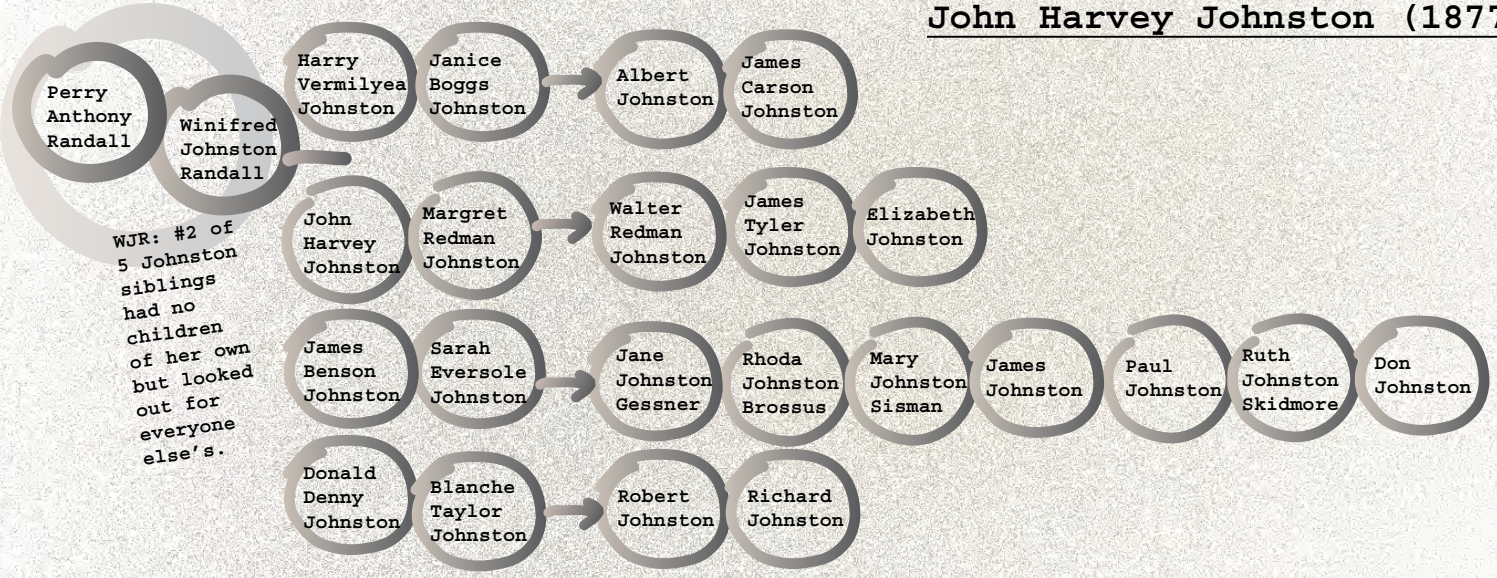 John Harvey Johnston (1877
Perry
Anthony
Randall
Winifred
Johnston
Randall
WJR: #2 of
5 Johnston
siblings
had no
children
of her own
but looked
out for
everyone
else's.
Harry
Vermilyea
Johnston
Janice
Boggs
Johnston
Albert
Johnston
James
Carson
Johnston
John
Harvey
Johnston
Margret
Redman
Johnston
Walter
Redman
Johnston
James
Tyler
Johnston
Elizabeth
Johnston
James
Benson
Johnston
Sarah
Eversole
Johnston
Jane
Johnston
Gessner
Rhoda
Johnston
Brossus
Mary
Johnston
Sisman
James
Johnston
Paul
Johnston
Ruth
Johnston
Skidmore
Don
Johnston
Donald
Denny
Johnston
Blanche
Taylor
Johnston
Robert
Johnston
Richard
Johnston